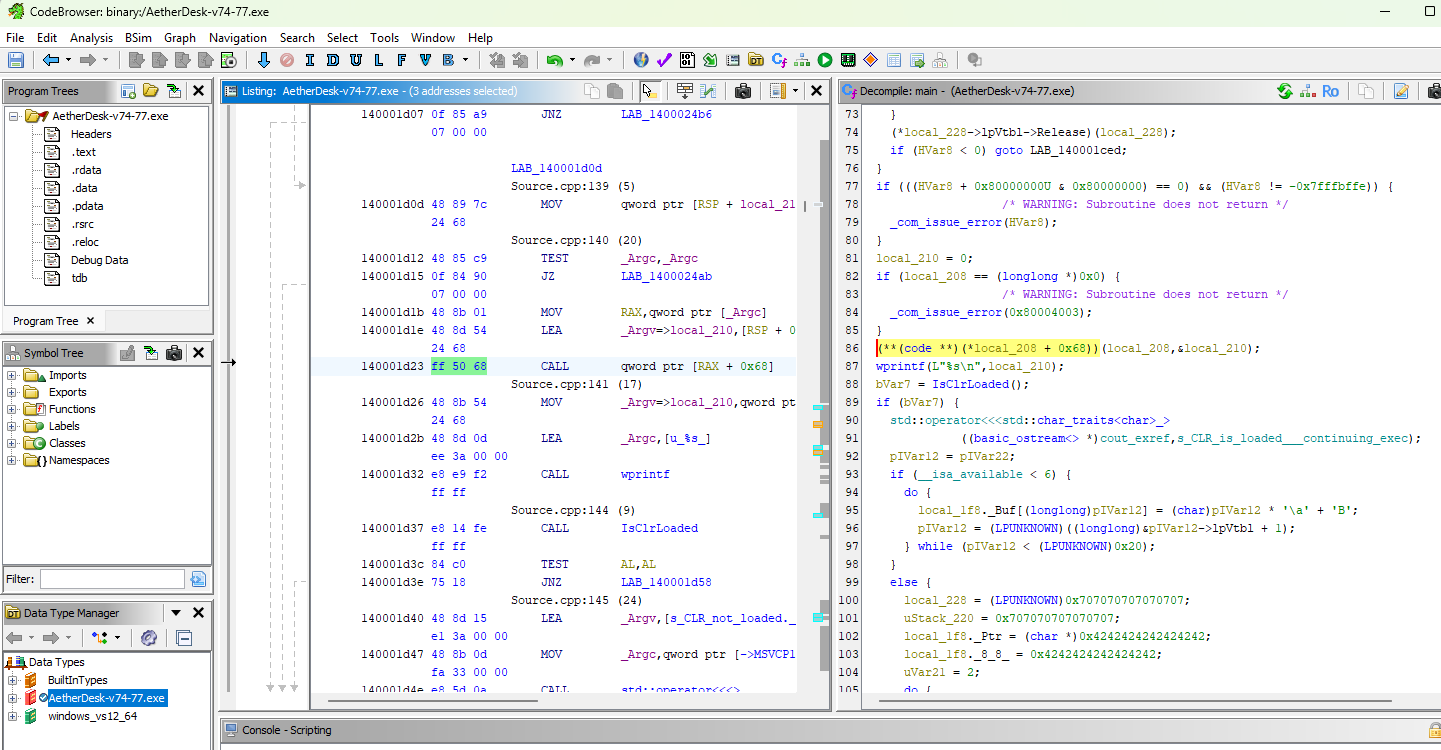 CodeBrowser: binary:/AetherDesk-v74-77.exe
File Edit Analysis BSim Graph Navigation Search Select Tools Window Help
I D U L F V B
Program Trees
AetherDesk-v74-77.exe
Headers
.text
.rdata
.data
.pdata
.rsrc
.reloc
Debug Data
tdb
Program Tree
Symbol Tree
Imports
Exports
Functions
Labels
Classes
Namespaces
Filter:
Data Type Manager
Data Types
BuiltInTypes
AetherDesk-v74-77.exe
windows_vs12_64
Listing: AetherDesk-v74-77.exe - (3 addresses selected)
140001d07 0f 85 a9 JNZ LAB_1400024b6
07 00 00
LAB_140001d0d
Source.cpp:139 (5)
140001d0d 48 89 7c MOV qword ptr [RSP + local_21
24 68
Source.cpp:140 (20)
140001d12 48 85 c9 TEST _Argc,_Argc
140001d15 0f 84 90 JZ LAB_1400024ab
07 00 00
140001d1b 48 8b 01 MOV RAX,qword ptr [_Argc]
140001d1e 48 8d 54 LEA _Argv=>local_210,[RSP + 0
24 68
140001d23 ff 50 68 CALL qword ptr [RAX + 0x68]
Source.cpp:141 (17)
140001d26 48 8b 54 MOV _Argv=>local_210,qword pt
24 68
140001d2b 48 8d 0d LEA _Argc,[u_%s_]
ee 3a 00 00
140001d32 e8 e9 f2 CALL wprintf
ff ff
Source.cpp:144 (9)
140001d37 e8 14 fe CALL IsClrLoaded
ff ff
140001d3c 84 c0 TEST AL,AL
140001d3e 75 18 JNZ LAB_140001d58
Source.cpp:145 (24)
140001d40 48 8d 15 LEA _Argv,[s_CLR_not_loaded._
e1 3a 00 00
140001d47 48 8b 0d MOV _Argc,qword ptr [->MSVCP1
fa 33 00 00
140001d4e e8 5d 0a CALL std::operator<<<>
Decompile: main - (AetherDesk-v74-77.exe)
Ro
73 }
74 (*local_228->lpVtbl->Release)(local_228);
75 if (HVar8 < 0) goto LAB_140001ced;
76 }
77 if (((HVar8 + 0x80000000U & 0x80000000) == 0) && (HVar8 != -0x7fffbffe)) {
78 /* WARNING: Subroutine does not return */
79 _com_issue_error(HVar8);
80 }
81 local_210 = 0;
82 if (local_208 == (longlong *)0x0) {
83 /* WARNING: Subroutine does not return */
84 _com_issue_error(0x80004003);
85 }
86 (**(code **)(*local_208 + 0x68))(local_208,&local_210);
87 wprintf(L"%s\n",local_210);
88 bVar7 = IsClrLoaded();
89 if (bVar7) {
90 std::operator<<<std::char_traits<char>_>
91 ((basic_ostream<> *)cout_exref,s_CLR_is_loaded___continuing_exec);
92 pIVar12 = pIVar22;
93 if (__isa_available < 6) {
94 do {
95 local_1f8._Buf[(longlong)pIVar12] = (char)pIVar12 * '\a' + 'B';
96 pIVar12 = (LPUNKNOWN)((longlong)&pIVar12->lpVtbl + 1);
97 } while (pIVar12 < (LPUNKNOWN)0x20);
98 }
99 else {
100 local_228 = (LPUNKNOWN)0x707070707070707;
101 uStack_220 = 0x707070707070707;
102 local_1f8._Ptr = (char *)0x4242424242424242;
103 local_1f8._8_8_ = 0x4242424242424242;
104 uVar21 = 2;
105 do {
Console - Scripting